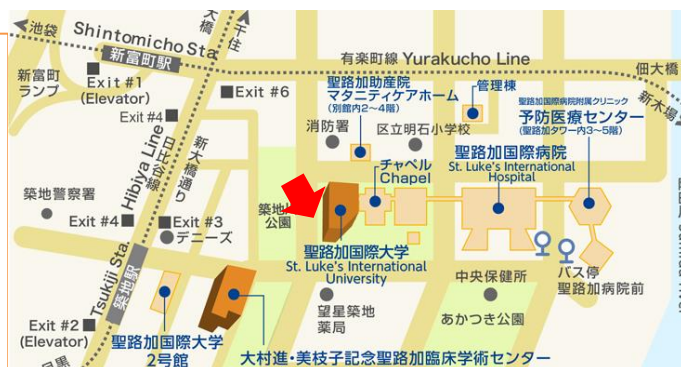 池袋
Shintomicho Sta.
新富町駅
千住
大橋
有楽町線 Yurakucho Line
佃大橋
新木場
新富町
ランプ
Exit #1
(Elevator)
Exit #4
Exit #6
聖路加助産院
マタニティケアホーム
(別館内2～4階)
管理棟
聖路加国際病院附属クリニック
予防医療センター
(聖路加タワー内3～5階)
消防署
区立明石小学校
聖路加国際病院
St. Luke's International
Hospital
チャペル
Chapel
Hibiya Line
日比谷線
新大橋通り
築地警察署
Exit #4
Exit #3
デニーズ
築地
公園
聖路加国際大学
St. Luke's International
University
バス停
聖路加病院前
中央保健所
あかつき公園
望星築地
薬局
Tsukiji Sta.
築地駅
Exit #2
(Elevator)
聖路加国際大学
2号館
大村進・美枝子記念聖路加臨床学術センター
目黒